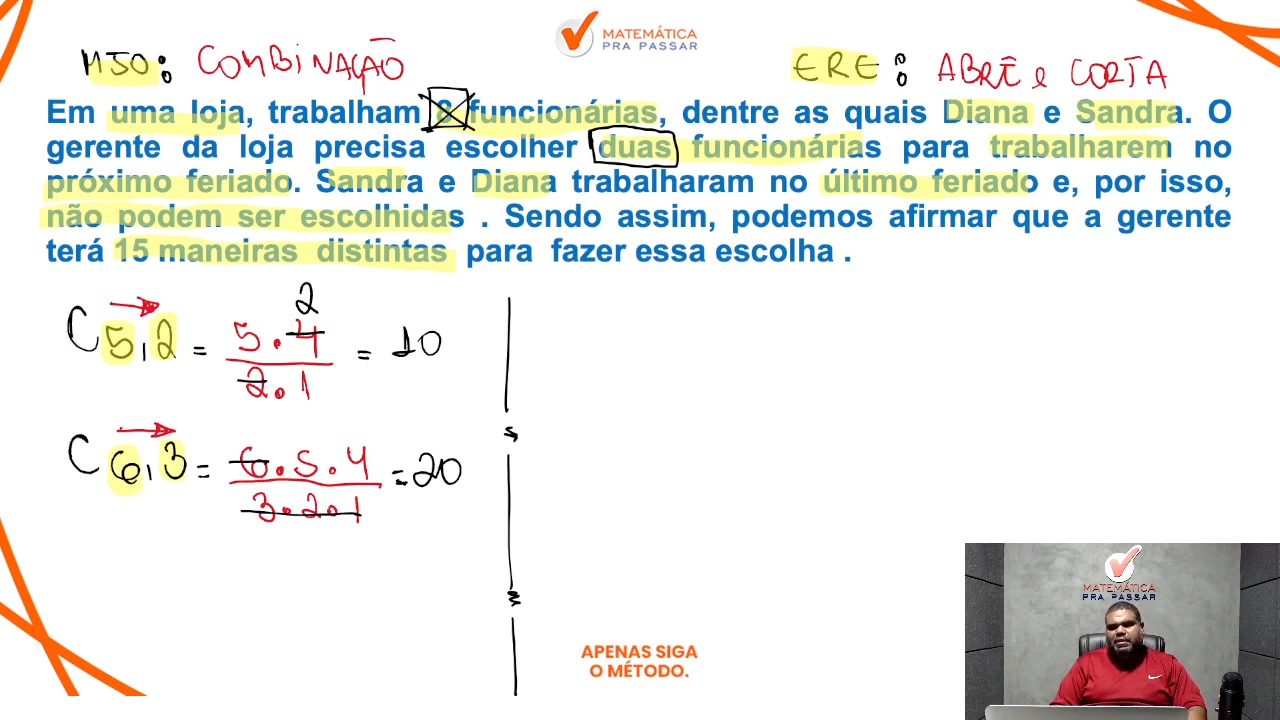 MATEMÁTICA
PRA PASSAR
MJO: COMBINAÇÃO
ERE: ABRE e CORTA
Em uma loja, trabalham 8 funcionárias, dentre as quais Diana e Sandra. O
gerente da loja precisa escolher duas funcionárias para trabalharem no
próximo feriado. Sandra e Diana trabalharam no último feriado e, por isso,
não podem ser escolhidas . Sendo assim, podemos afirmar que a gerente
terá 15 maneiras distintas para fazer essa escolha .
2
C 5,2 = 5.4 / 2.1 = 10
C 6,3 = 6.5.4 / 3.2.1 = 20
MATEMÁTICA
PRA PASSAR
APENAS SIGA
O MÉTODO.